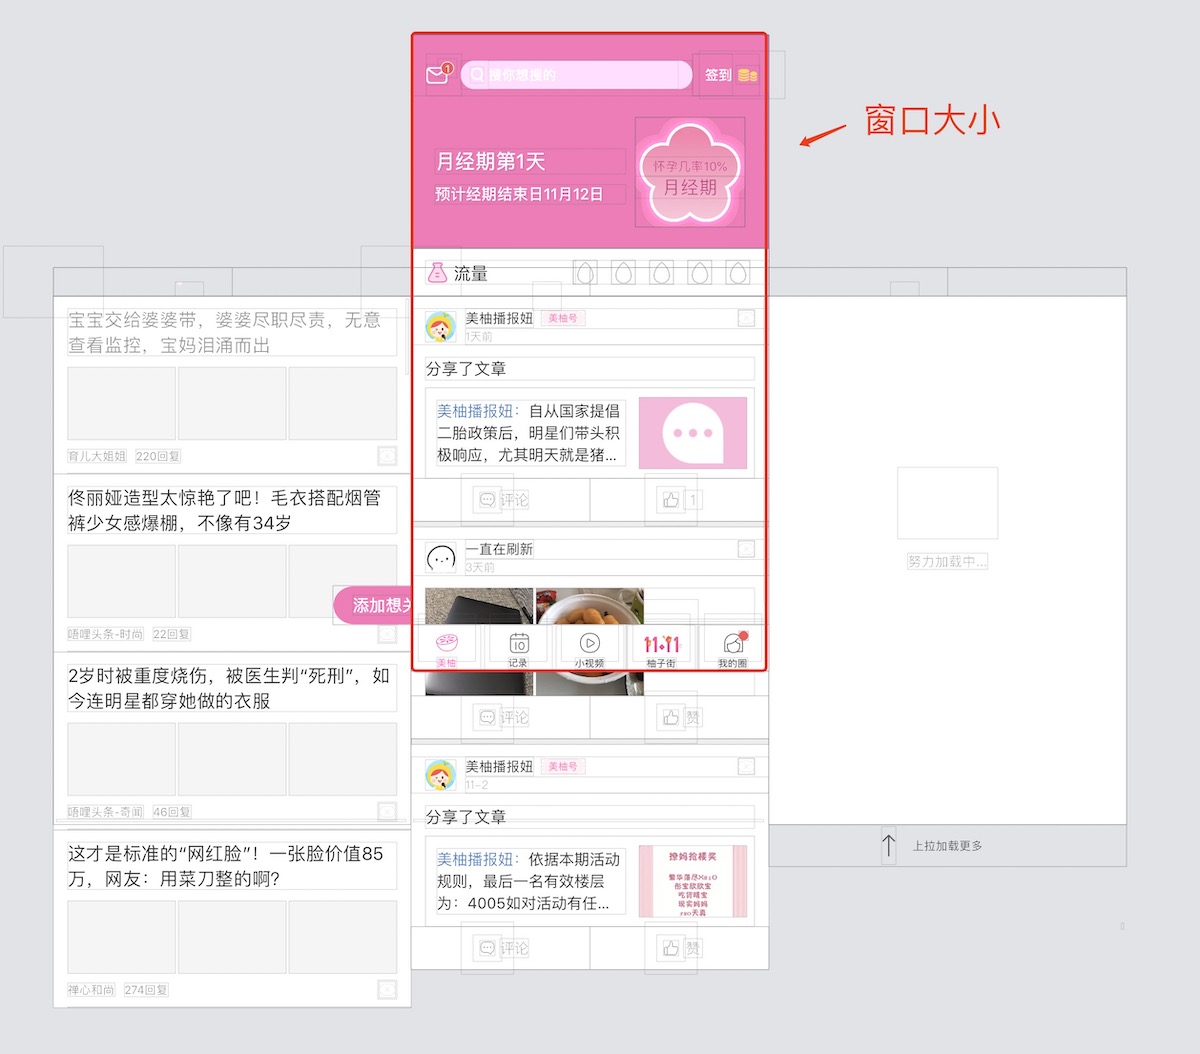 1
搜你想搜的
签到
窗口大小
月经期第1天
预计经期结束日11月12日
怀孕几率10%
月经期
流量
宝宝交给婆婆带，婆婆尽职尽责，无意
查看监控，宝妈泪涌而出
育儿大姐姐 220回复
佟丽娅造型太惊艳了吧！毛衣搭配烟管
裤少女感爆棚，不像有34岁
唔哩头条-时尚 22回复
添加想关
2岁时被重度烧伤，被医生判“死刑”，如
今连明星都穿她做的衣服
唔哩头条-奇闻 46回复
这才是标准的“网红脸”！一张脸价值85
万，网友：用菜刀整的啊？
禅心和尚 274回复
美柚播报妞 美柚号
1天前
分享了文章
美柚播报妞：自从国家提倡
二胎政策后，明星们带头积
极响应，尤其明天就是猪...
评论 1
一直在刷新
3天前
美柚
10
记录
小视频
11.11
柚子街
我的圈
评论 赞
美柚播报妞 美柚号
11-2
分享了文章
美柚播报妞：依据本期活动
规则，最后一名有效楼层
为：4005如对活动有任...
撩妈抢楼奖
彤宝欧欧宝
现实妈妈
评论 赞
努力加载中...
上拉加载更多